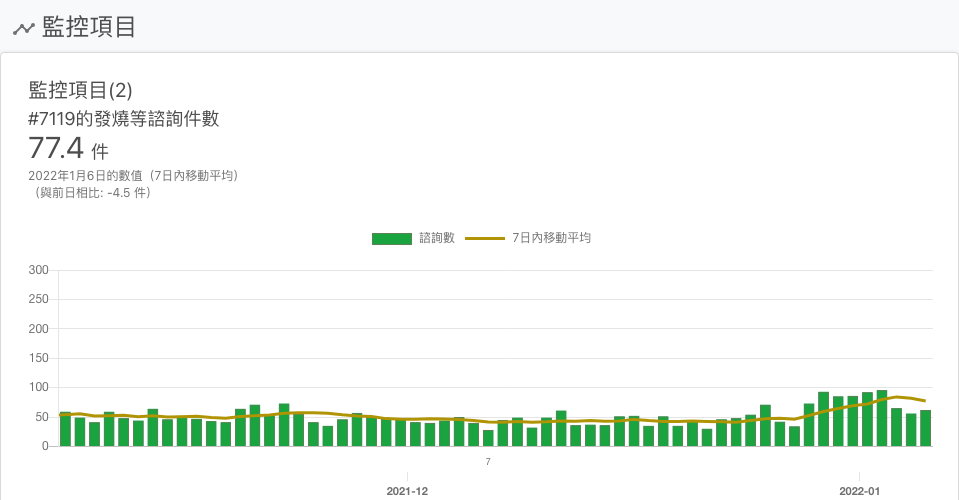 監控項目
監控項目(2)
#7119的發燒等諮詢件數
77.4 件
2022年1月6日的數值（7日內移動平均）
（與前日相比: -4.5 件）
諮詢數 7日內移動平均
300
250
200
150
100
50
0
7
2021-12 2022-01